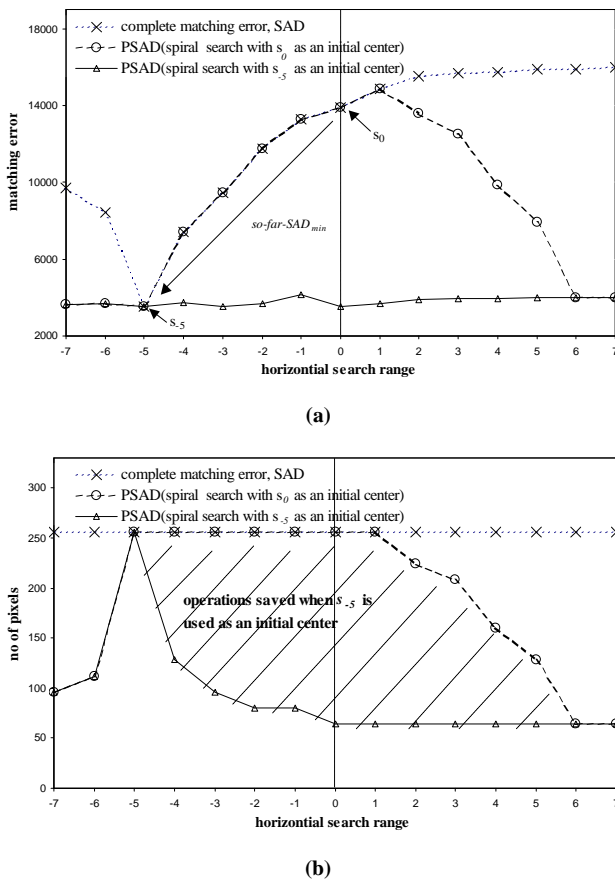 complete matching error, SAD
PSAD(spiral search with s0 as an initial center)
PSAD(spiral search with s-5 as an initial center)
matching error
18000
14000
10000
6000
2000
s0
so-far-SADmin
s-5
-7 -6 -5 -4 -3 -2 -1 0 1 2 3 4 5 6 7
horizontial search range
(a)
complete matching error, SAD
PSAD(spiral search with s0 as an initial center)
PSAD(spiral search with s-5 as an initial center)
no of pixels
300
250
200
150
100
50
0
operations saved when s-5 is
used as an initial center
-7 -6 -5 -4 -3 -2 -1 0 1 2 3 4 5 6 7
horizontial search range
(b)